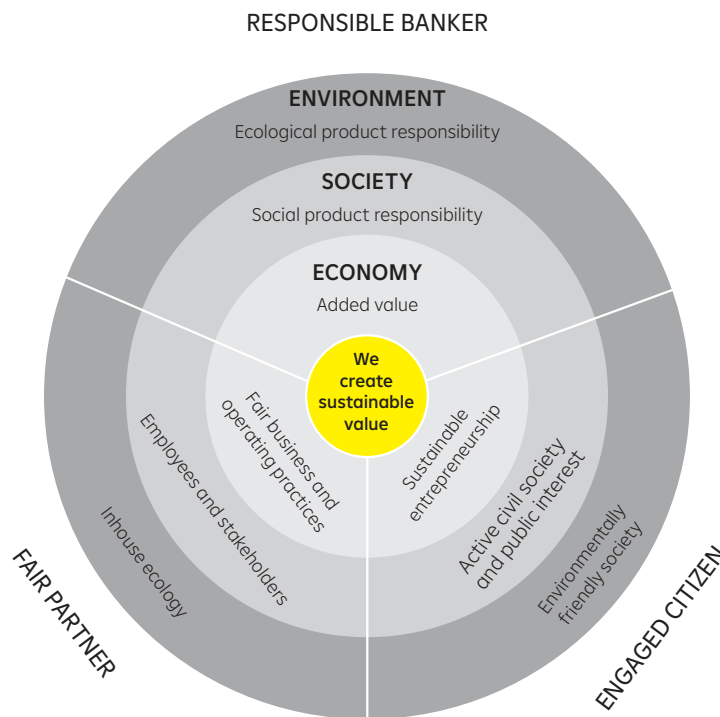 RESPONSIBLE BANKER
ENVIRONMENT
Ecological product responsibility
SOCIETY
Social product responsibility
ECONOMY
Added value
We
create
sustainable
value
Fair business and
operating practices
Employees and stakeholders
Inhouse ecology
FAIR PARTNER
Sustainable
entrepreneurship
Active civil society
and public interest
Environmentally
friendly society
ENGAGED CITIZEN